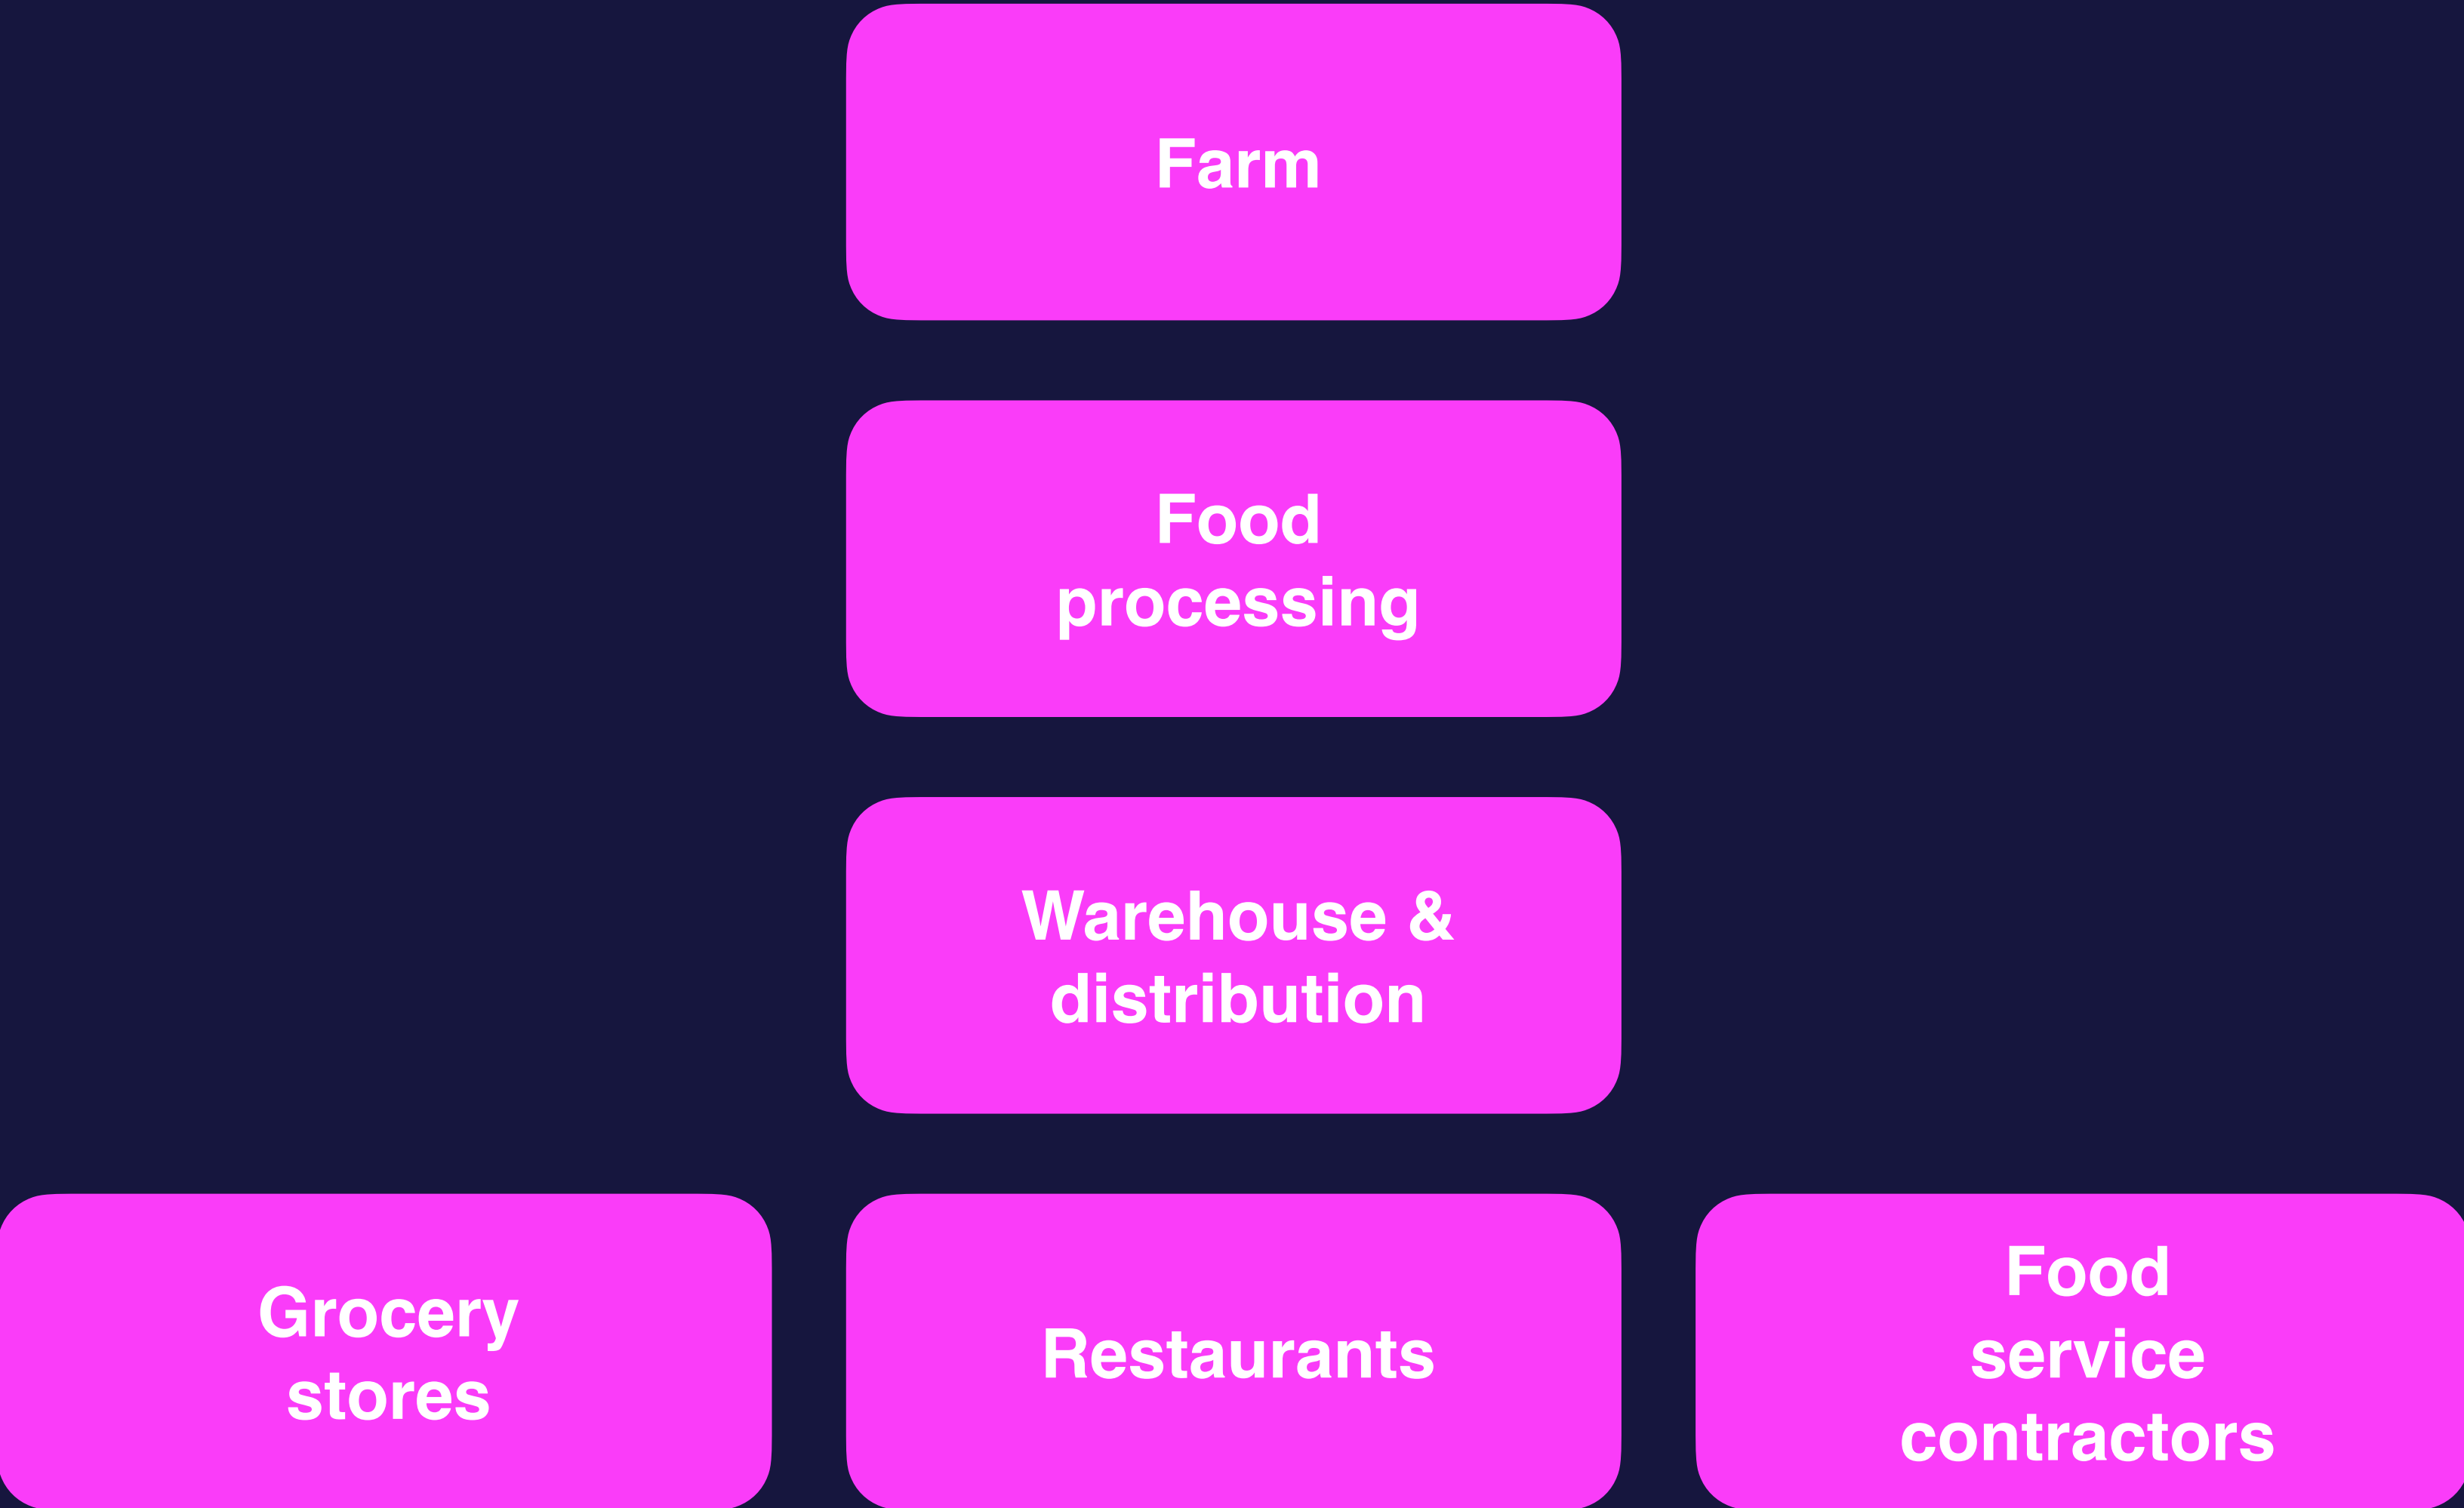 Farm
Food
processing
Warehouse &
distribution
Grocery
stores
Restaurants
Food
service
contractors